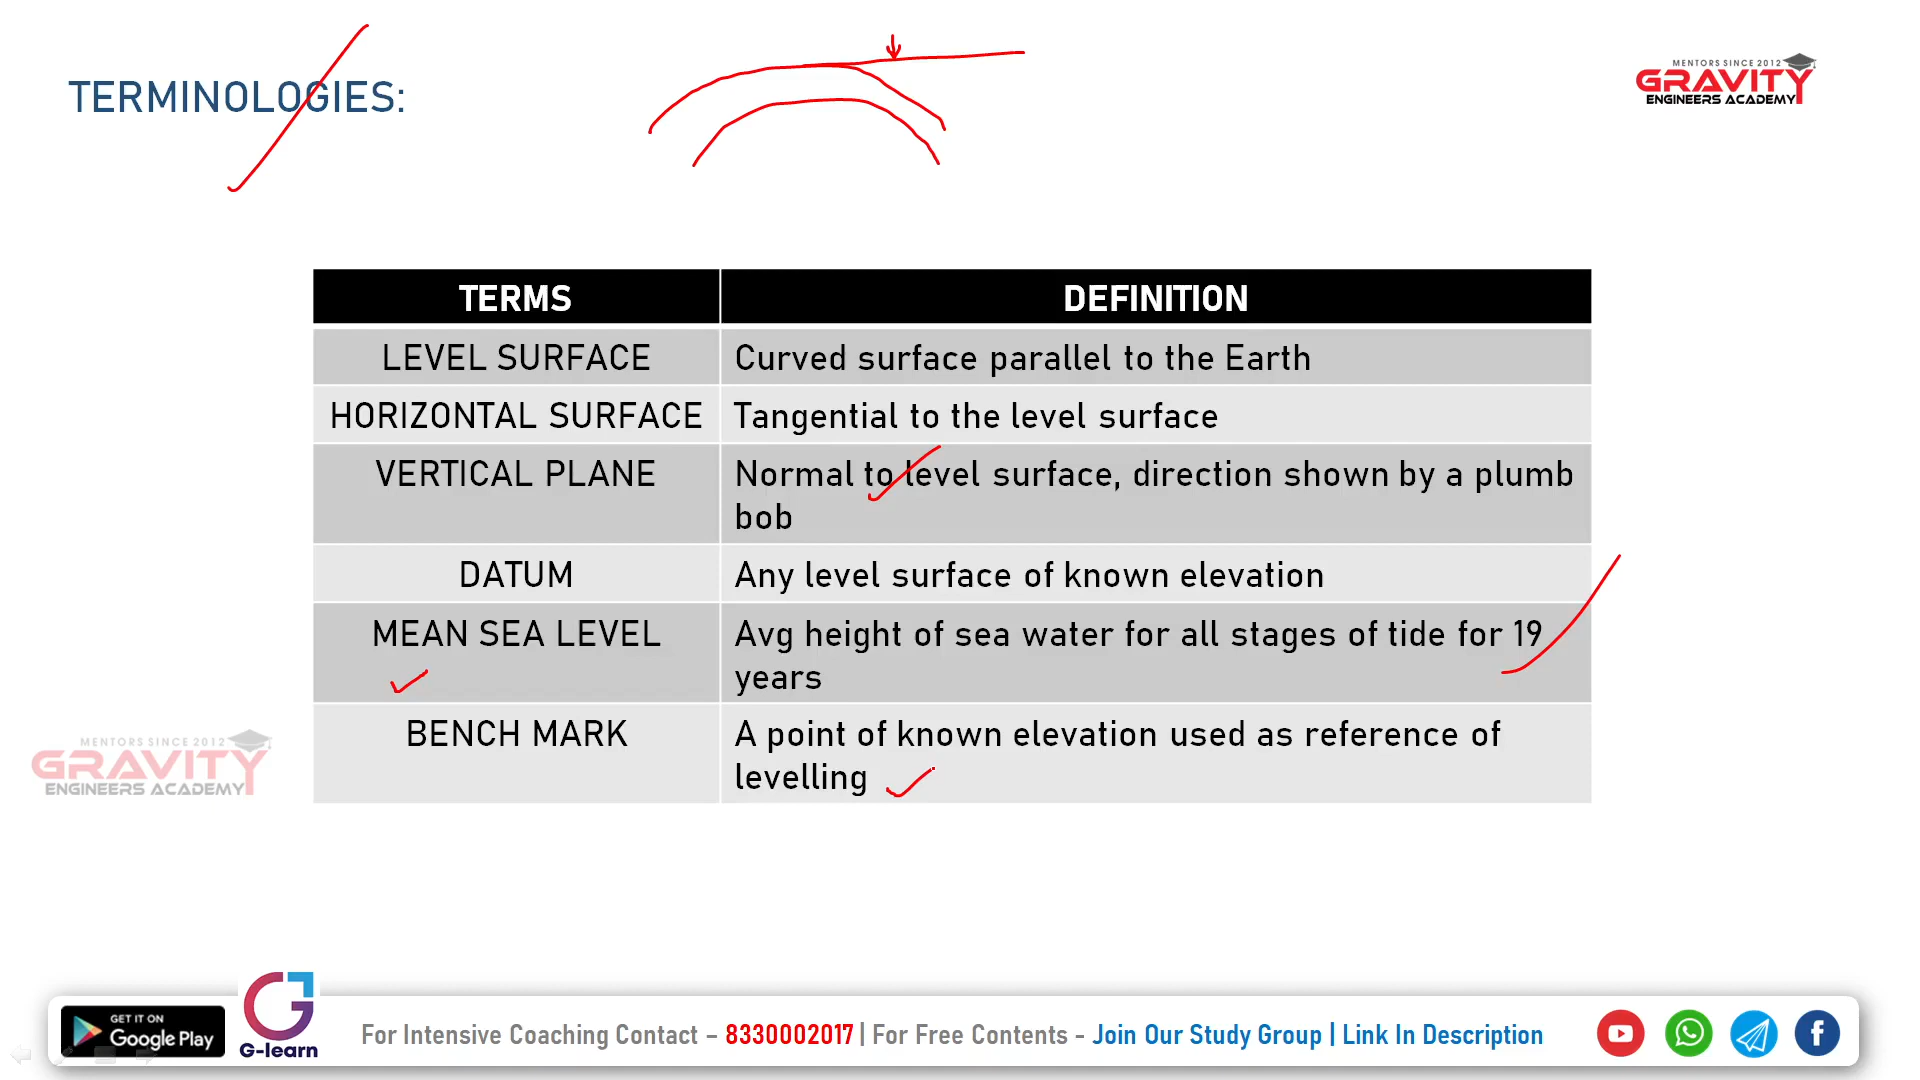 MENTORS SINCE 2012
GRAVITY
ENGINEERS ACADEMY
TERMINOLOGIES:
TERMS DEFINITION
LEVEL SURFACE Curved surface parallel to the Earth
HORIZONTAL SURFACE Tangential to the level surface
VERTICAL PLANE Normal to level surface, direction shown by a plumb
bob
DATUM Any level surface of known elevation
MEAN SEA LEVEL Avg height of sea water for all stages of tide for 19
years
BENCH MARK A point of known elevation used as reference of
levelling
MENTORS SINCE 2012
GRAVITY
ENGINEERS ACADEMY
GET IT ON
Google Play
G-learn
For Intensive Coaching Contact – 8330002017 | For Free Contents - Join Our Study Group | Link In Description